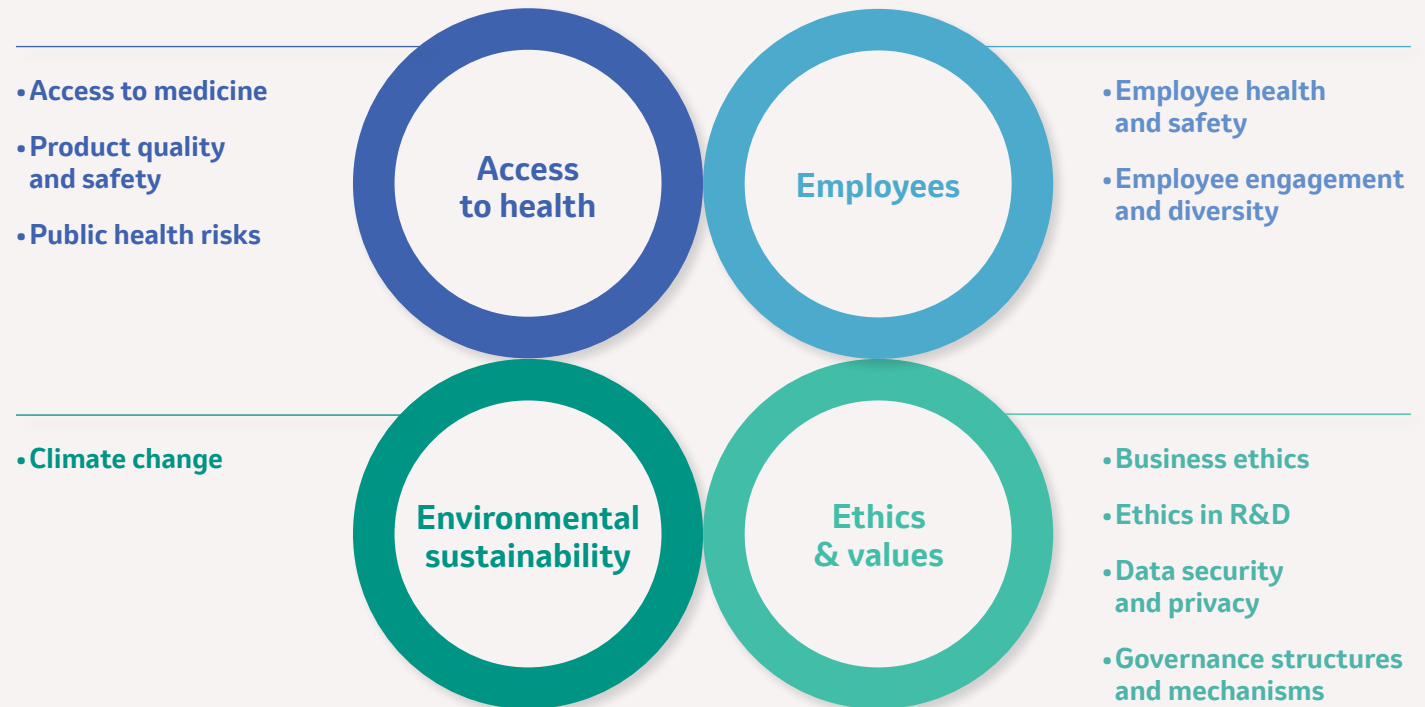 • Access to medicine
• Product quality
and safety
• Public health risks
Access
to health
Employees
• Employee health
and safety
• Employee engagement
and diversity
• Climate change
Environmental
sustainability
Ethics
& values
• Business ethics
• Ethics in R&D
• Data security
and privacy
• Governance structures
and mechanisms